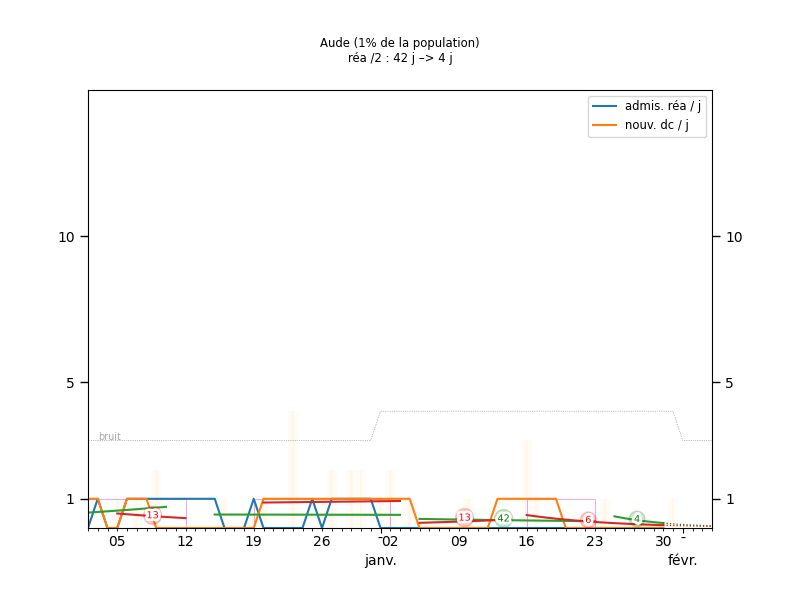 Aude (1% de la population)
réa /2 : 42 j –> 4 j
admis. réa / j
nouv. dc / j
10
10
5
5
bruit
1
1
13
13
42
6
4
05
12
19
26
02
09
16
23
30
janv.
févr.